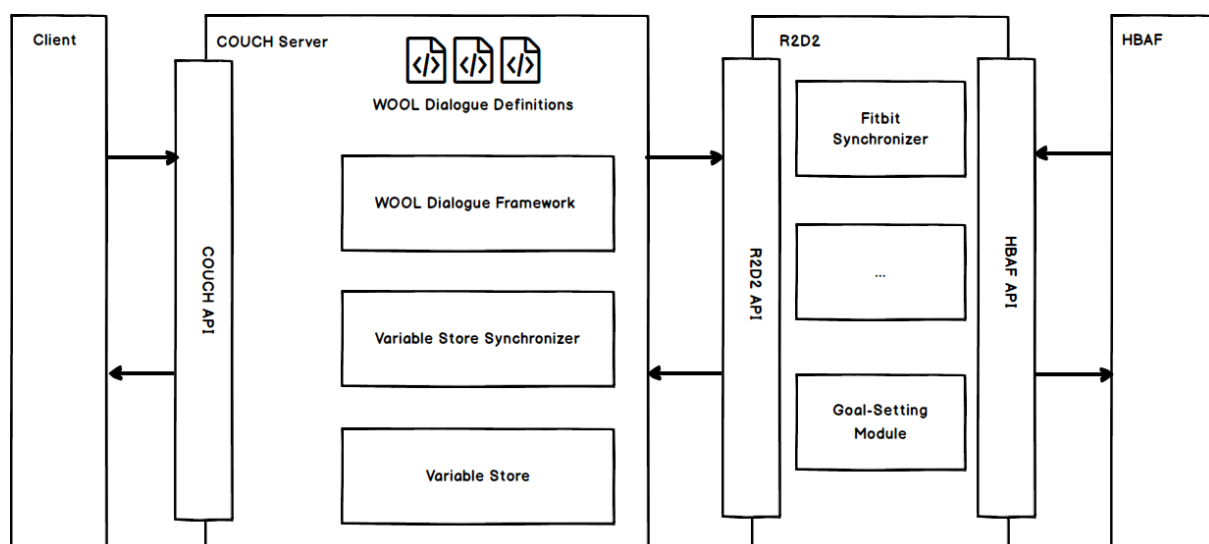 Client
COUCH Server
</>
</>
</>
WOOL Dialogue Definitions
WOOL Dialogue Framework
Variable Store Synchronizer
Variable Store
COUCH API
R2D2
R2D2 API
Fitbit
Synchronizer
...
Goal-Setting
Module
HBAF API
HBAF